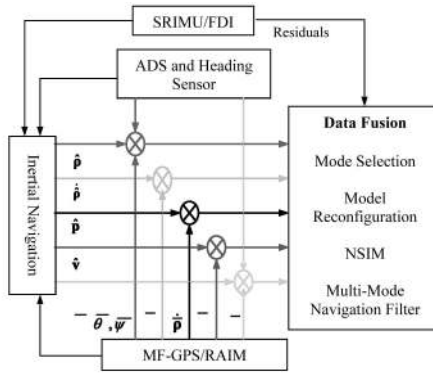 SRIMU/FDI
Residuals
ADS and Heading
Sensor
Inertial Navigation
ρ̂
ρ̇̂
p̂
v̂
Data Fusion
Mode Selection
Model
Reconfiguration
NSIM
Multi-Mode
Navigation Filter
θ̄ , ψ̄
MF-GPS/RAIM